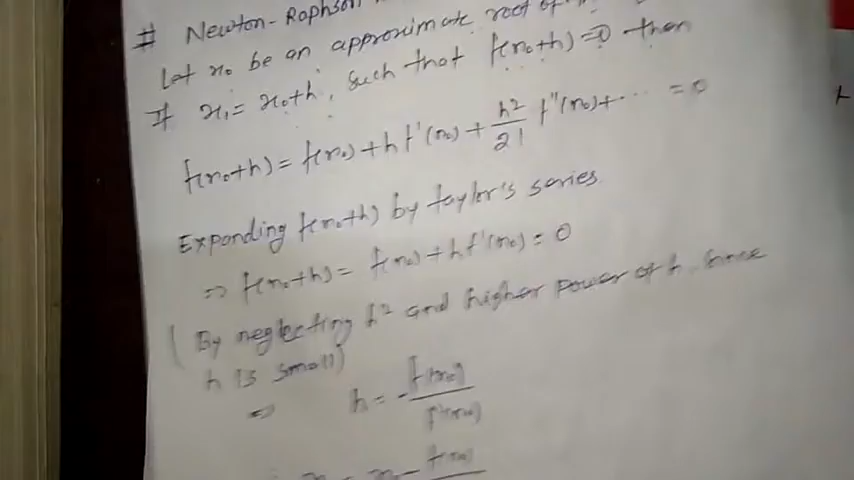 # Newton-Raphson
Let x₀ be an approximate root of
If x₁ = x₀+h, such that f(x₀+h) = 0 then
f(x₀+h) = f(x₀) + h f'(x₀) + h²/2! f''(x₀) + ··· = 0
Expanding f(x₀+h) by taylor's series
⇒ f(x₀+h) = f(x₀) + h f'(x₀) = 0
(By neglecting h² and higher power of h, since
h is small)
⇒ h = - f(x₀)/f'(x₀)